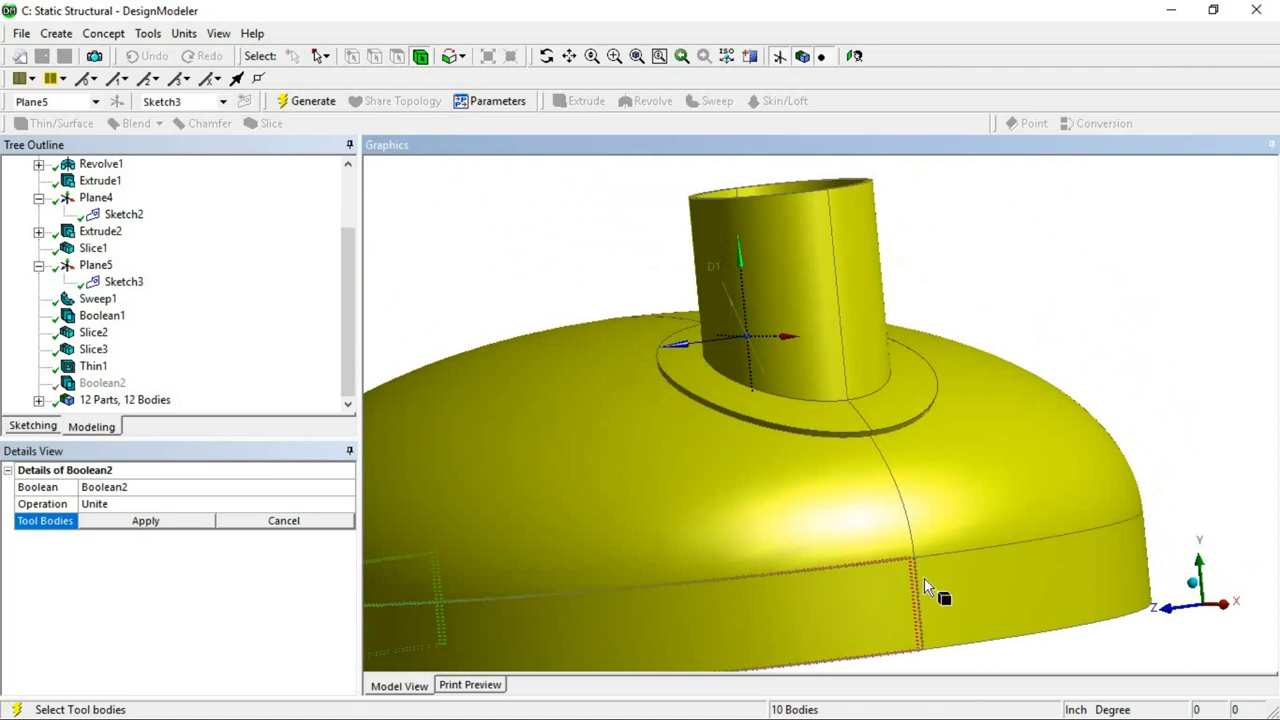 C: Static Structural - DesignModeler
File Create Concept Tools Units View Help
Undo Redo Select: ISO
Plane5 Sketch3 Generate Share Topology Parameters Extrude Revolve Sweep Skin/Loft
Thin/Surface Blend Chamfer Slice Point Conversion
Tree Outline
Revolve1
Extrude1
Plane4
Sketch2
Extrude2
Slice1
Plane5
Sketch3
Sweep1
Boolean1
Slice2
Slice3
Thin1
Boolean2
12 Parts, 12 Bodies
Sketching Modeling
Details View
Details of Boolean2
Boolean Boolean2
Operation Unite
Tool Bodies Apply Cancel
Graphics
D1
Y
Z X
Model View Print Preview
Select Tool bodies 10 Bodies Inch Degree 0 0